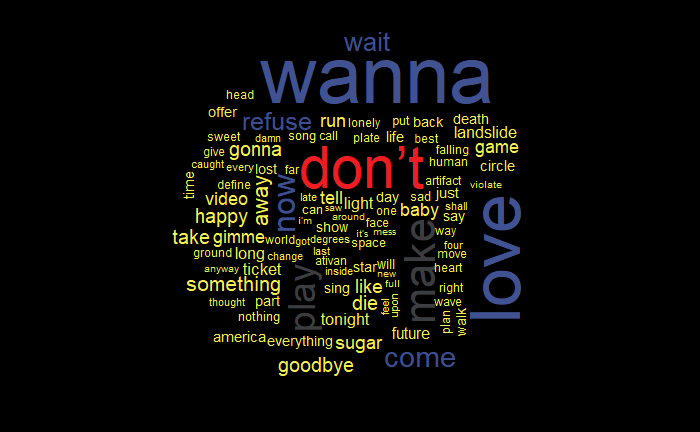 wait
wanna
head
offer
refuse run lonely put back death
sweet damn song call plate life best landslide
give gonna don’t falling game
caught every lost far human circle
time define away now late tell light day sad artifact just violate
video can saw one baby shall
happy i'm around face say
take gimme show it's mess make way love
world got degrees space four
ground long change last move
anyway ticket inside ativan star will new heart
something play sing like full right
thought part die feel upon wave
nothing tonight plan walk
america everything sugar future
goodbye come